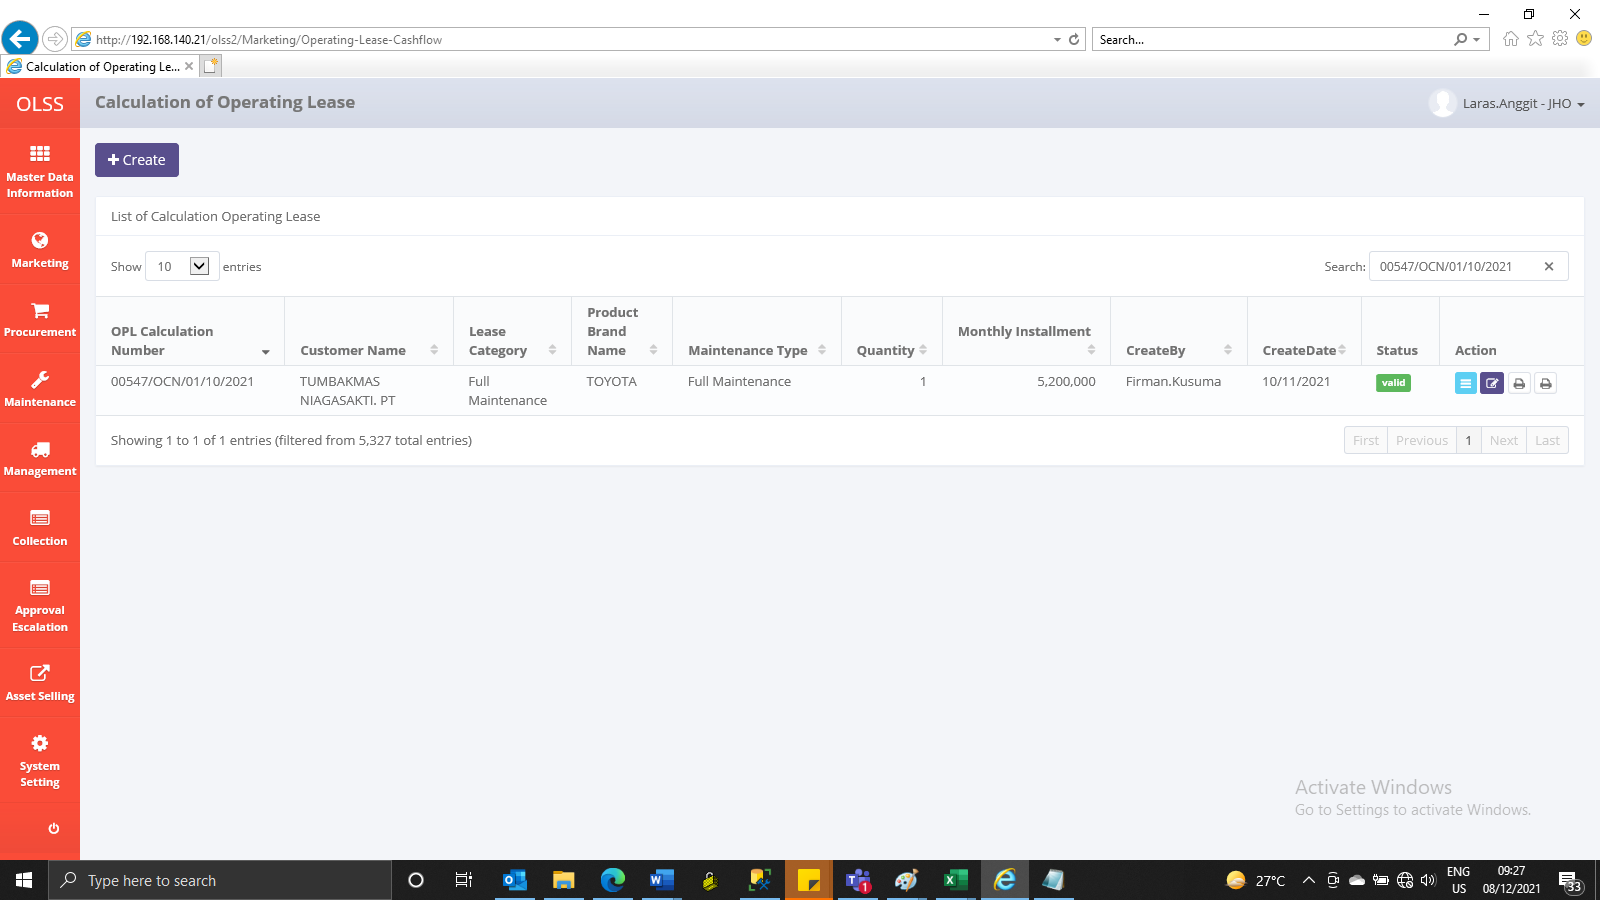 http://192.168.140.21/olss2/Marketing/Operating-Lease-Cashflow
Search...
Calculation of Operating Le...
OLSS
Calculation of Operating Lease
Laras.Anggit - JHO
Master Data
Information
Marketing
Procurement
Maintenance
Management
Collection
Approval
Escalation
Asset Selling
System
Setting
Create
List of Calculation Operating Lease
Show 10 entries
Search: 00547/OCN/01/10/2021
OPL Calculation
Number
Customer Name
Lease
Category
Product
Brand
Name
Maintenance Type
Quantity
Monthly Installment
CreateBy
CreateDate
Status
Action
00547/OCN/01/10/2021
TUMBAKMAS
NIAGASAKTI. PT
Full
Maintenance
TOYOTA
Full Maintenance
1
5,200,000
Firman.Kusuma
10/11/2021
valid
Showing 1 to 1 of 1 entries (filtered from 5,327 total entries)
First Previous 1 Next Last
Activate Windows
Go to Settings to activate Windows.
Type here to search
1
27°C
ENG
US
09:27
08/12/2021
33